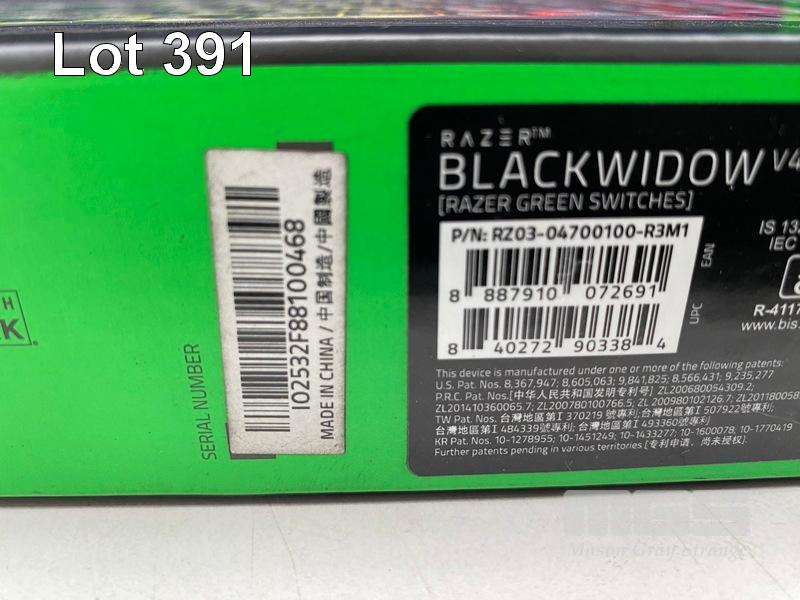 Lot 391
RAZER™
BLACKWIDOW V4
[RAZER GREEN SWITCHES]
P/N: RZ03-04700100-R3M1
EAN
8 887910 072691
UPC
8 40272 90338 4
This device is manufactured under one or more of the following patents:
U.S. Pat. Nos. 8,367,947; 8,605,063; 9,841,825; 8,566,431; 9,235,277
P.R.C. Pat Nos. [中华人民共和国发明专利号] ZL200680054309.2;
ZL201410360065.7; ZL200780100766.5; ZL 200980102126.7;
TW Pat Nos. 台灣地區第I 370219 號專利; 台灣地區第I 507922號專利;
台灣地區第I 484339號專利; 台灣地區第I 493360號專利
KR Pat. Nos. 10-1278955; 10-1451249; 10-1433277; 10-1600078; 10-1770419
Further patents pending in various territories [专利申请、尚未授权].
IEC
R-4117
www.bis.
SERIAL NUMBER
IO2532F88100468
MADE IN CHINA / 中国制造/中國製造
Mason Gray Strange